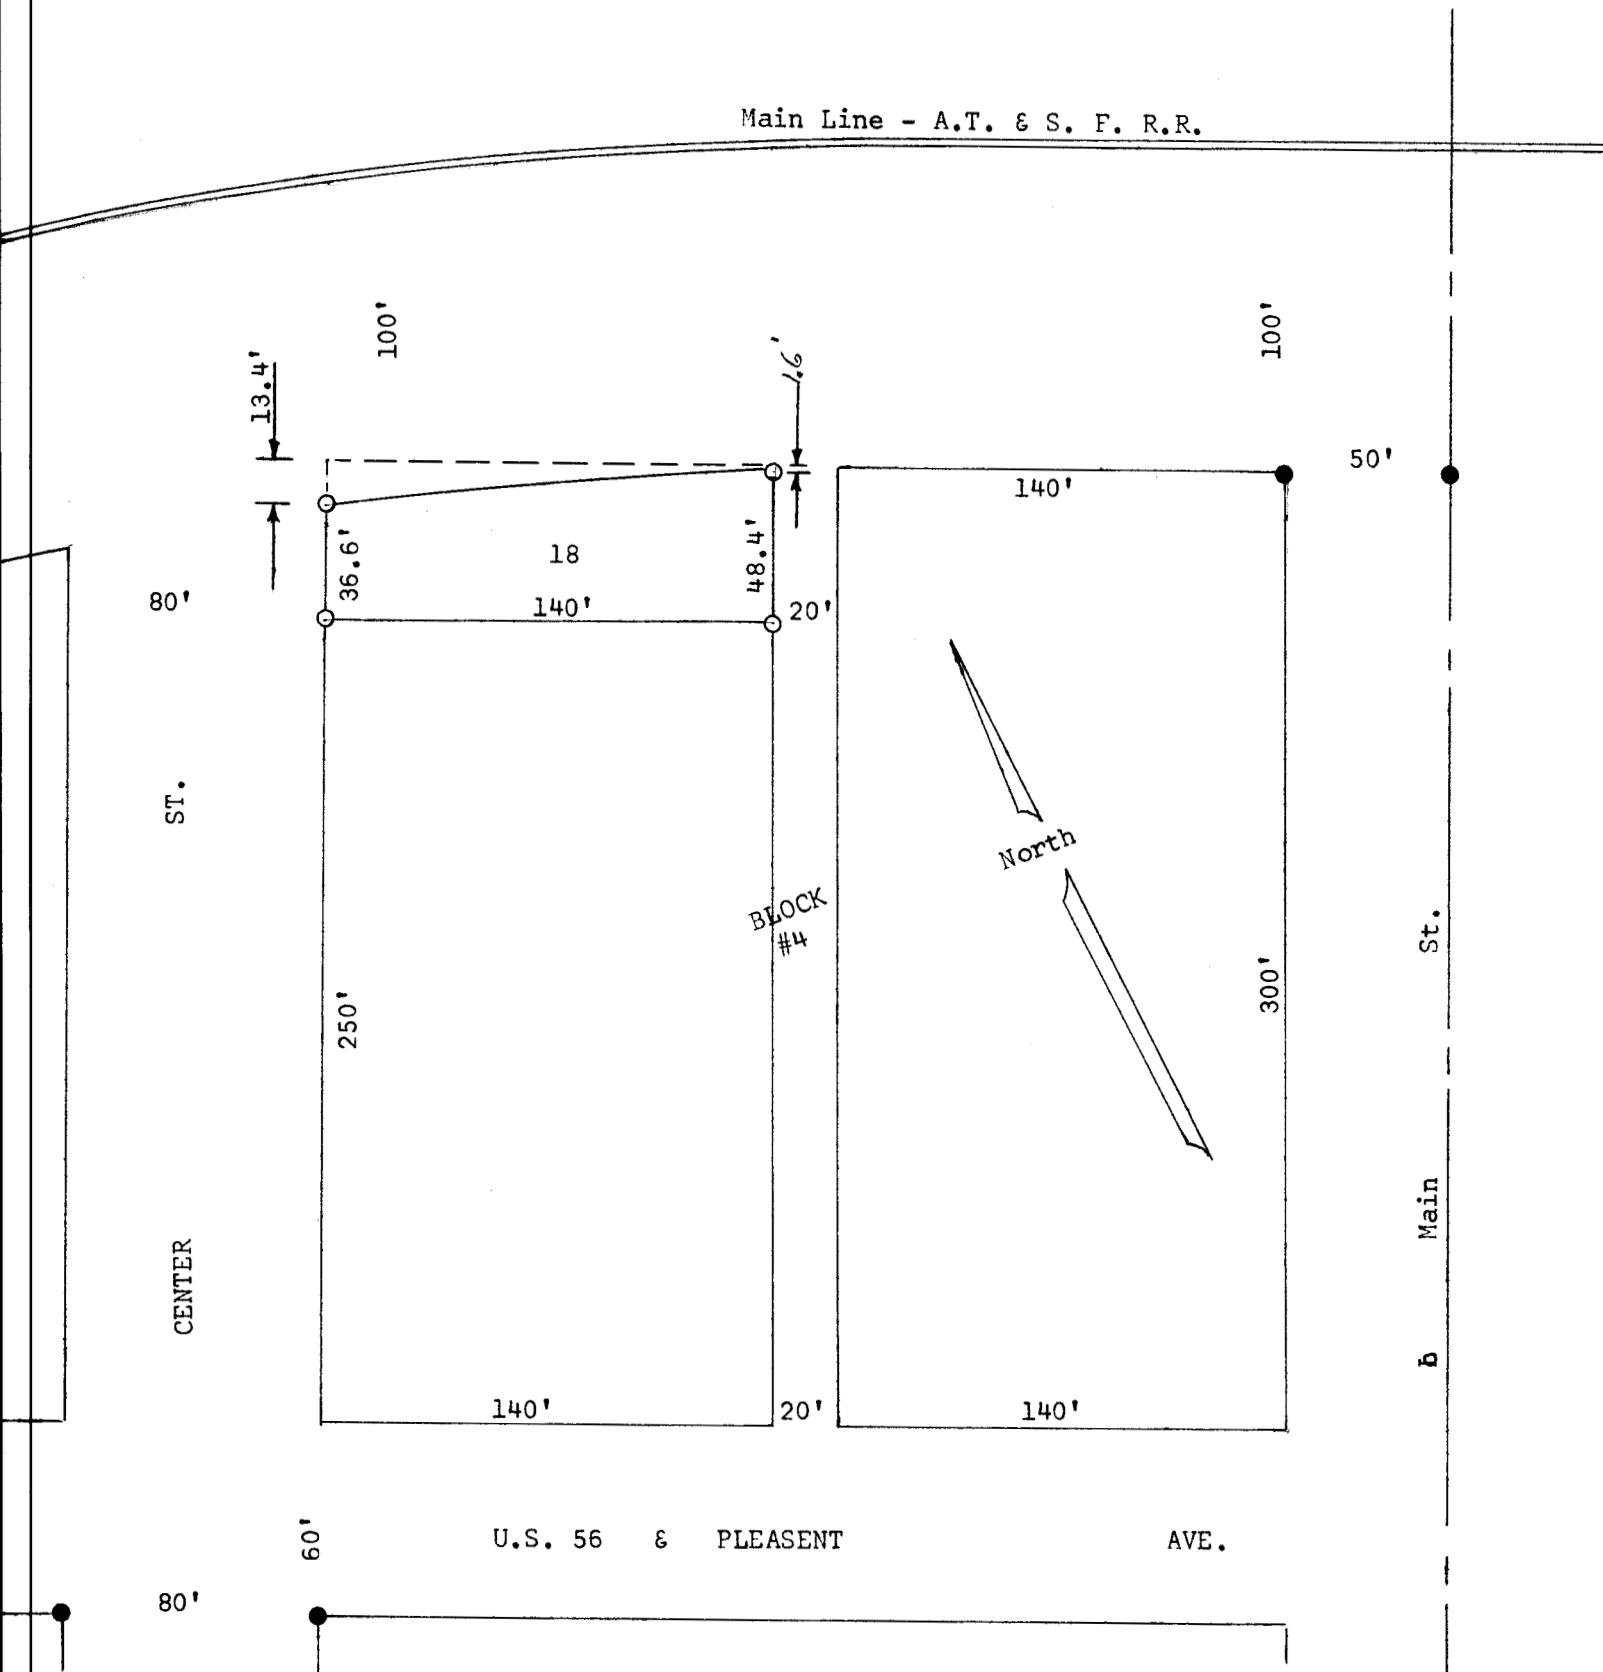 Main Line - A.T. & S. F. R.R.
100'
100'
13.4'
1.6'
50'
140'
36.6'
18
48.4'
80'
140'
20'
ST.
North
BLOCK
#4
St.
250'
300'
Main
CENTER
140'
20'
140'
60'
U.S. 56 & PLEASENT AVE.
80'